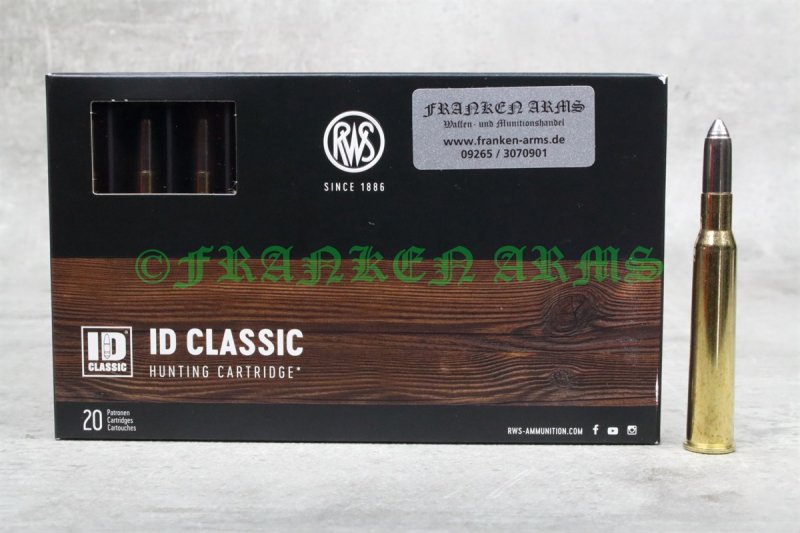 FRANKEN ARMS
Waffen- und Munitionshandel
www.franken-arms.de
09265 / 3070901
RWS
SINCE 1886
©FRANKEN ARMS
ID
CLASSIC
ID CLASSIC
HUNTING CARTRIDGE*
20 Patronen
Cartridges
Cartouches
RWS-AMMUNITION.COM